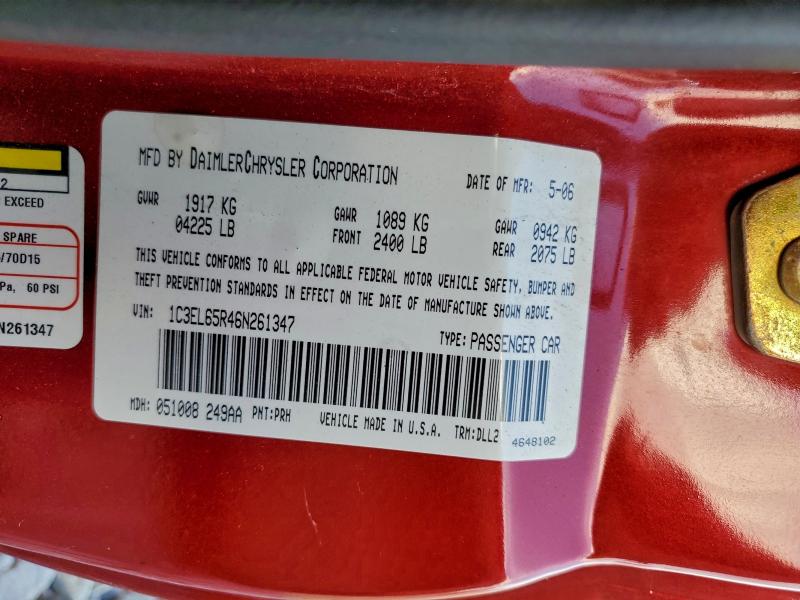 2
EXCEED
SPARE
/70D15
Pa, 60 PSI
N261347
MFD BY DAIMLERCHRYSLER CORPORATION
DATE OF MFR: 5-06
GVWR 1917 KG
04225 LB
GAWR FRONT 1089 KG
2400 LB
GAWR REAR 0942 KG
2075 LB
THIS VEHICLE CONFORMS TO ALL APPLICABLE FEDERAL MOTOR VEHICLE SAFETY, BUMPER AND
THEFT PREVENTION STANDARDS IN EFFECT ON THE DATE OF MANUFACTURE SHOWN ABOVE.
VIN: 1C3EL65R46N261347
TYPE: PASSENGER CAR
MDH: 051008 249AA PNT:PRH VEHICLE MADE IN U.S.A. TRM:DLL2
4648102